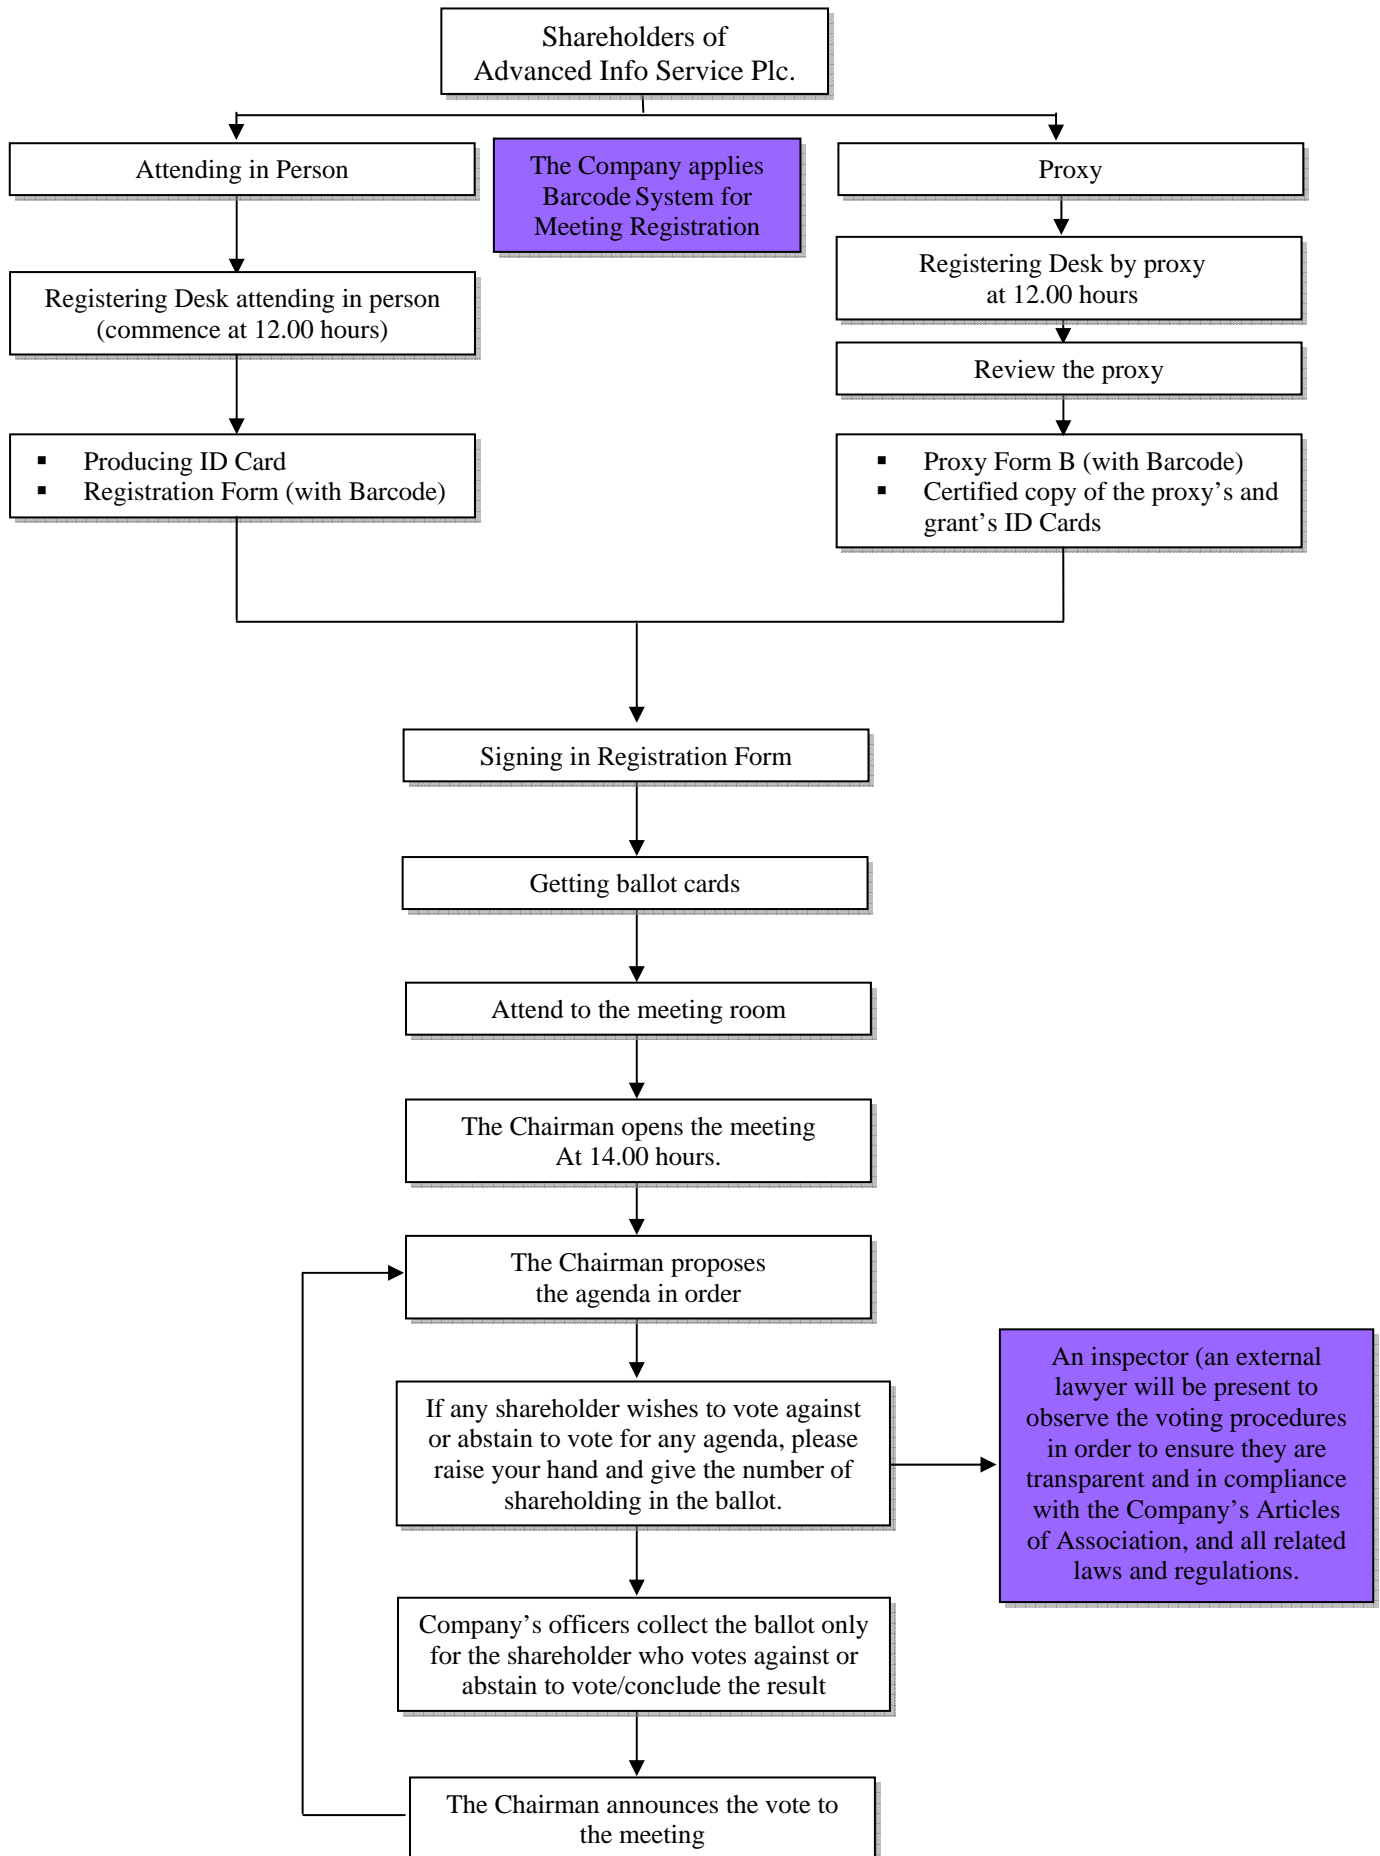 Shareholders of
Advanced Info Service Plc.
Attending in Person
The Company applies
Barcode System for
Meeting Registration
Proxy
Registering Desk attending in person
(commence at 12.00 hours)
Registering Desk by proxy
at 12.00 hours
Review the proxy
▪ Producing ID Card
▪ Registration Form (with Barcode)
▪ Proxy Form B (with Barcode)
▪ Certified copy of the proxy’s and
grant’s ID Cards
Signing in Registration Form
Getting ballot cards
Attend to the meeting room
The Chairman opens the meeting
At 14.00 hours.
The Chairman proposes
the agenda in order
If any shareholder wishes to vote against
or abstain to vote for any agenda, please
raise your hand and give the number of
shareholding in the ballot.
An inspector (an external
lawyer will be present to
observe the voting procedures
in order to ensure they are
transparent and in compliance
with the Company’s Articles
of Association, and all related
laws and regulations.
Company’s officers collect the ballot only
for the shareholder who votes against or
abstain to vote/conclude the result
The Chairman announces the vote to
the meeting